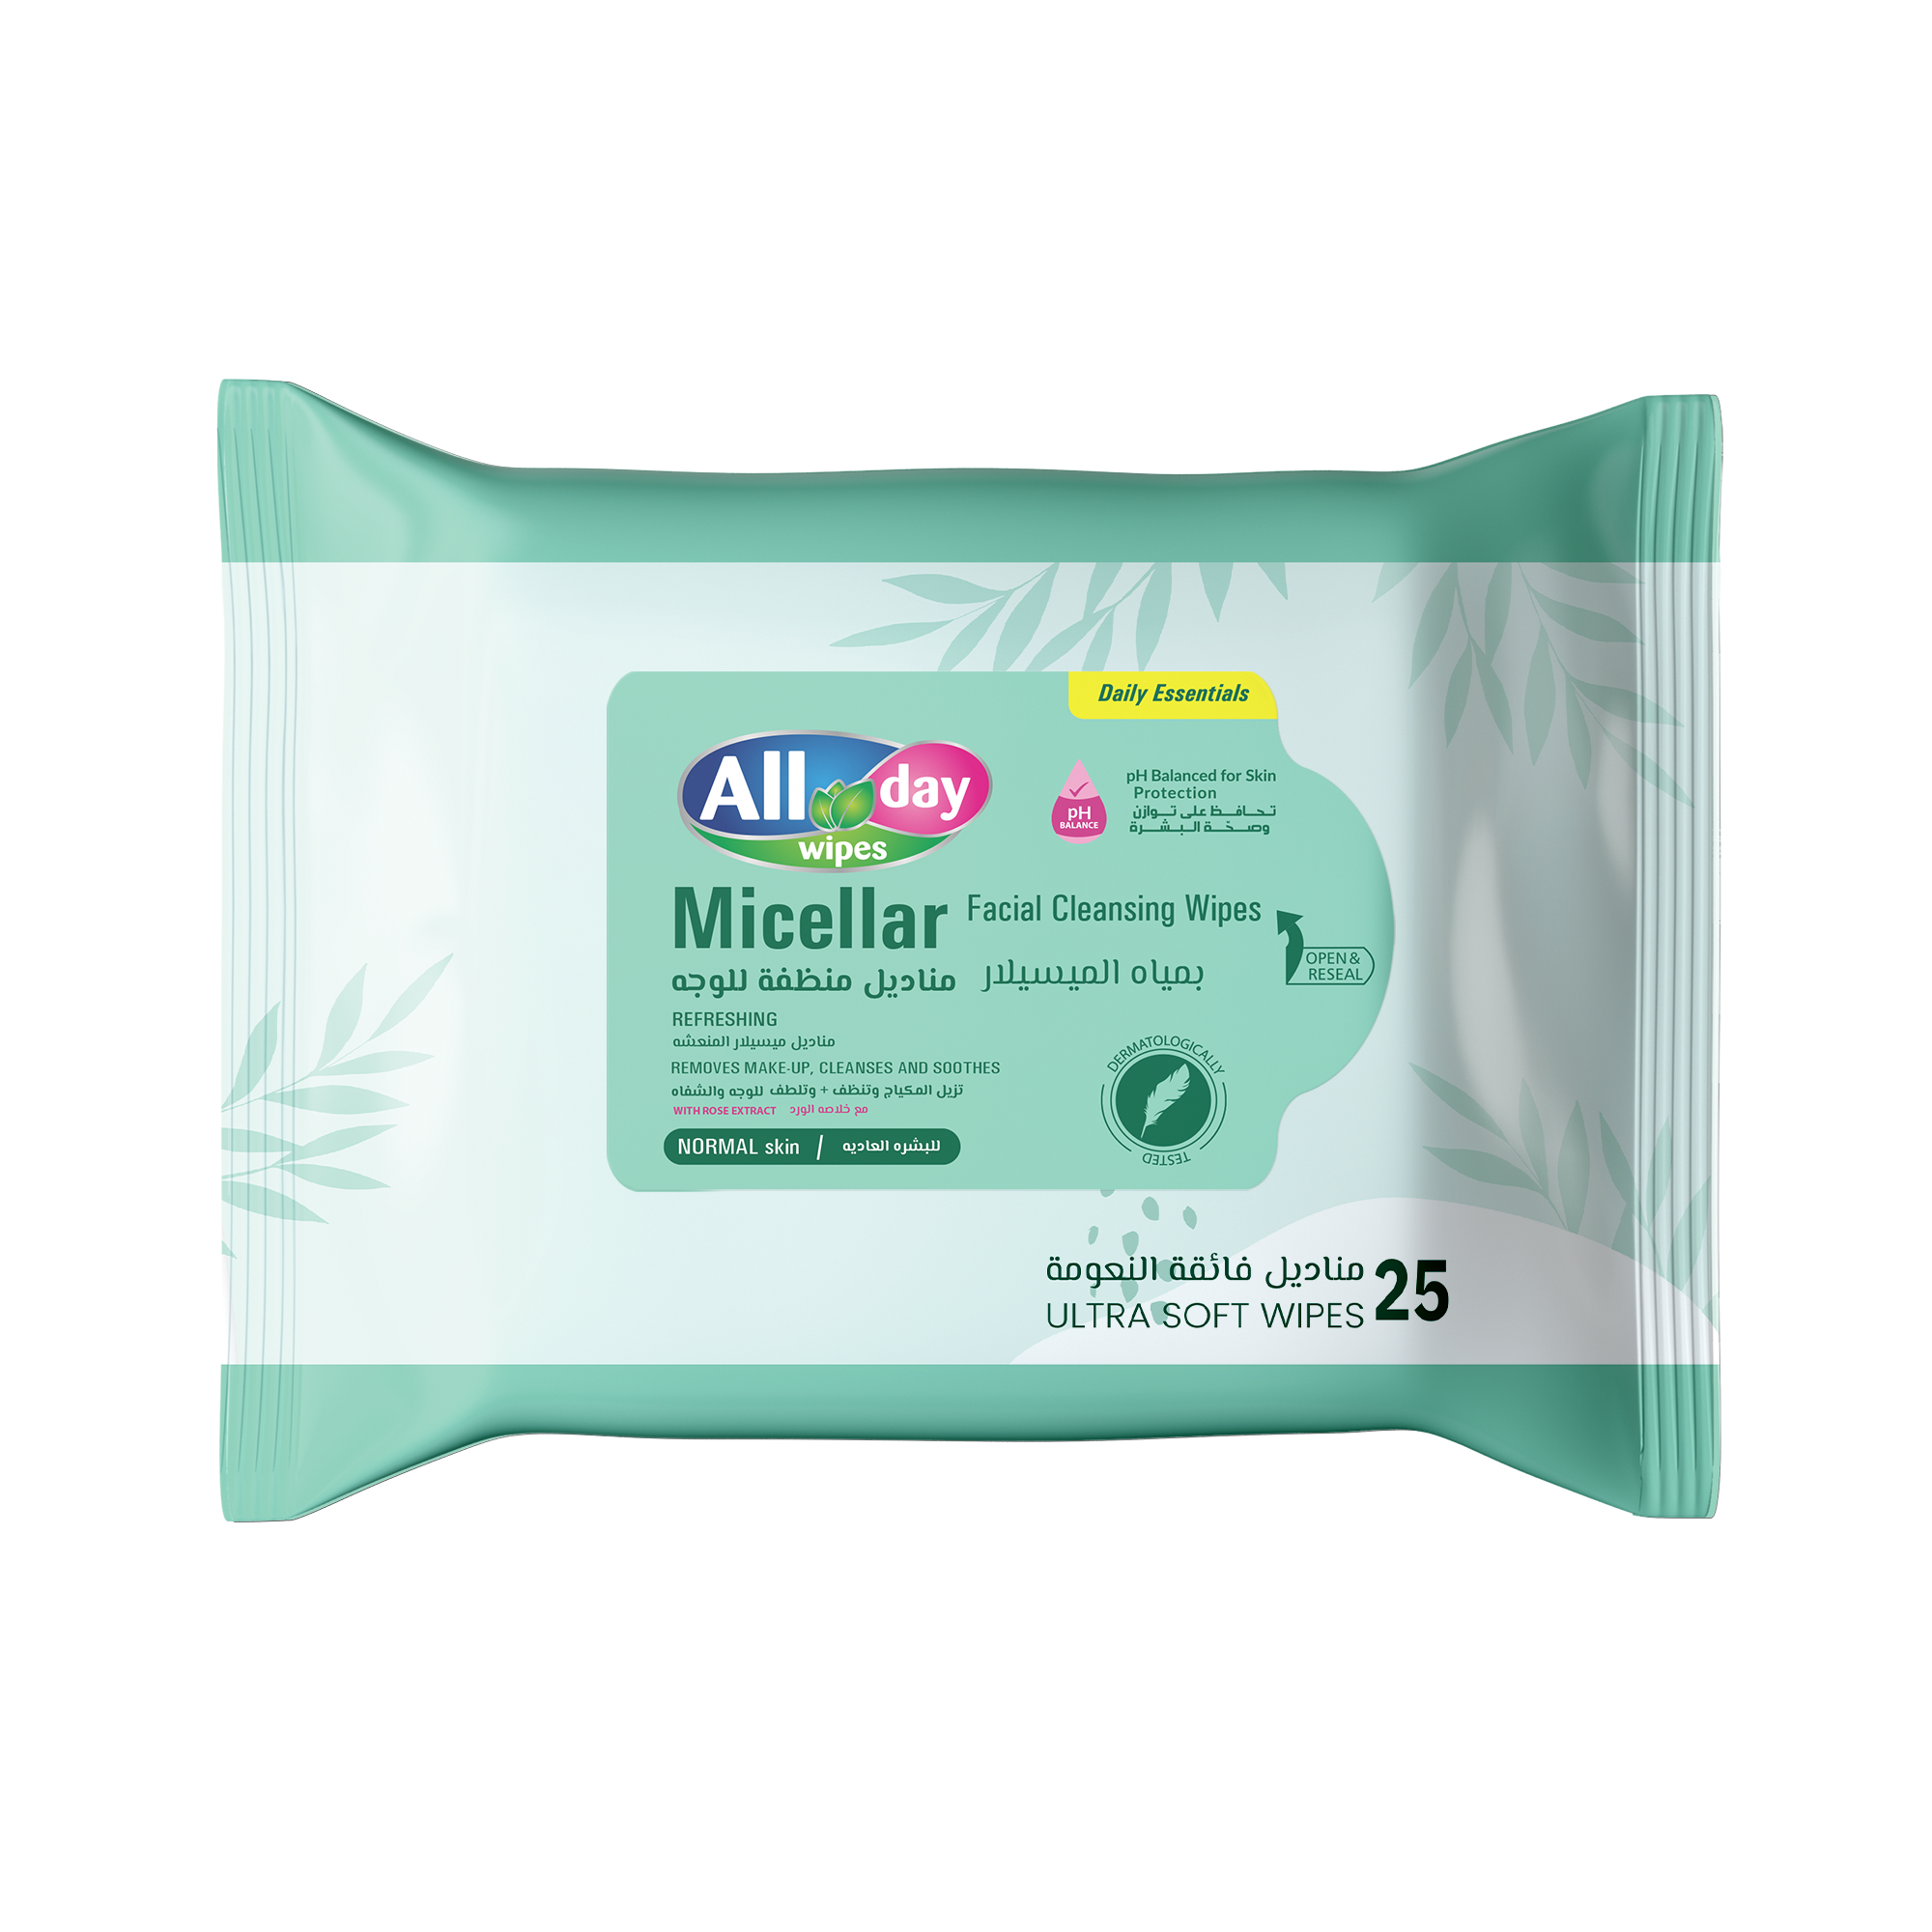 Daily Essentials
All day
wipes
pH
BALANCE
pH Balanced for Skin
Protection
تحافظ على توازن
وصحة البشرة
Micellar Facial Cleansing Wipes
مناديل منظفة للوجه بمياه الميسيلار
OPEN &
RESEAL
REFRESHING
مناديل ميسيلار المنعشه
REMOVES MAKE-UP, CLEANSES AND SOOTHES
تزيل المكياج وتنظف + وتلطف للوجه والشفاه
WITH ROSE EXTRACT مع خلاصه الورد
NORMAL skin / للبشره العاديه
DERMATOLOGICALLY
TESTED
مناديل فائقة النعومة
ULTRA SOFT WIPES 25